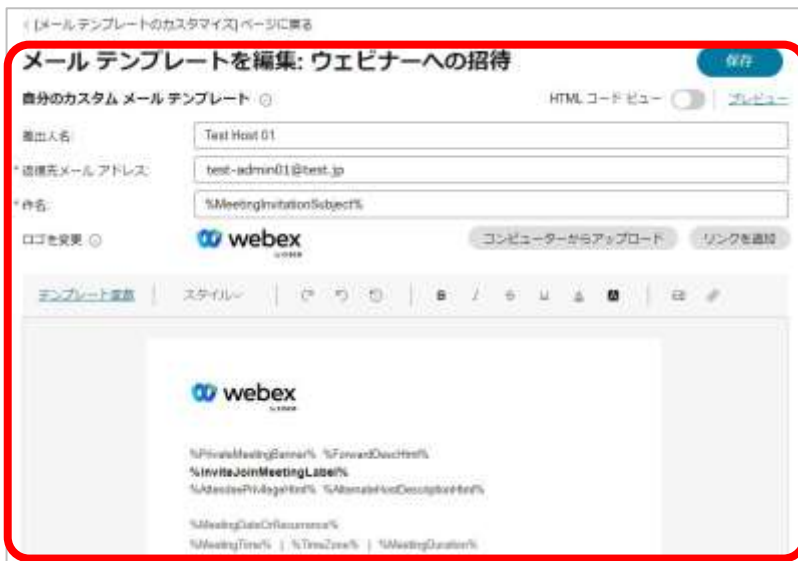 〈 [メール テンプレートのカスタマイズ] ページに戻る
メール テンプレートを編集: ウェビナーへの招待
保存
自分のカスタム メール テンプレート
HTML コード ビュー
プレビュー
差出人名:
Test Host 01
*返信先メール アドレス:
test-admin01@test.jp
*件名:
%MeetingInvitationSubject%
ロゴを変更
webex
by CISCO
コンピューターからアップロード
リンクを追加
テンプレート変数
スタイル
B I S U A A
webex
by CISCO
%PrivateMeetingBanner% %ForwardDescHtml%
%InviteJoinMeetingLabel%
%AttendeePrivilegeHtml% %AlternateHostDescriptionHtml%
%MeetingDateOrRecurrence%
%MeetingTime% | %TimeZone% | %MeetingDuration%